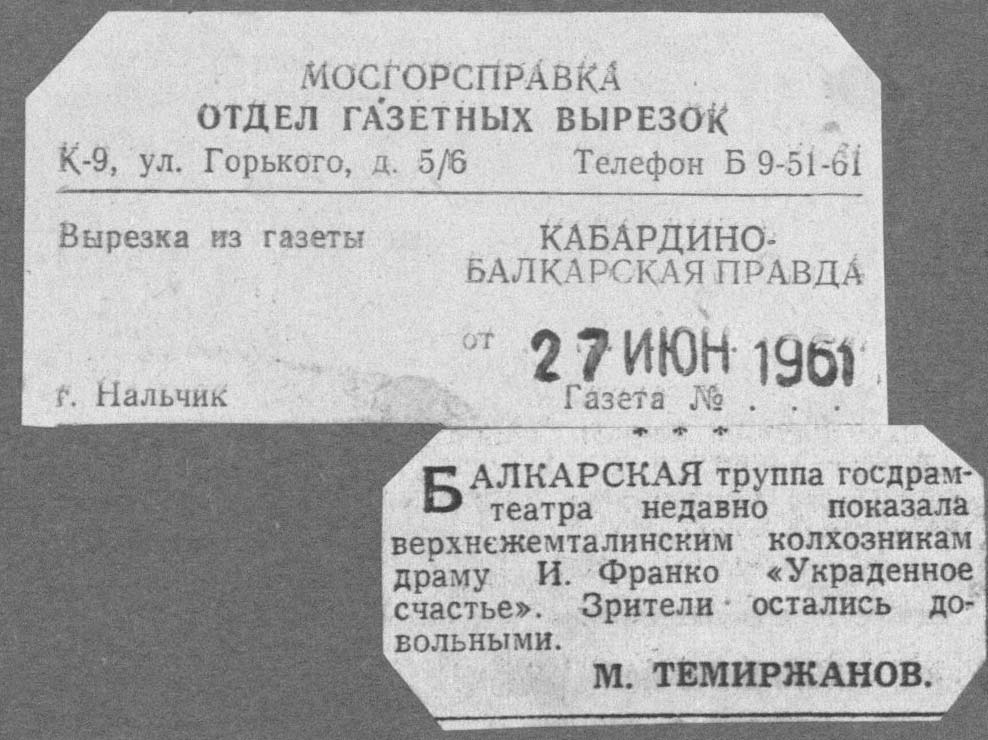 МОСГОРСПРАВКА
ОТДЕЛ ГАЗЕТНЫХ ВЫРЕЗОК
К-9, ул. Горького, д. 5/6 Телефон Б 9-51-61
Вырезка из газеты
КАБАРДИНО-
БАЛКАРСКАЯ ПРАВДА
от 27 ИЮН 1961
г. Нальчик Газета № . . .
* * *
БАЛКАРСКАЯ труппа госдрам-
театра недавно показала
верхнежемталинским колхозникам
драму И. Франко «Украденное
счастье». Зрители остались до-
вольными.
М. ТЕМИРЖАНОВ.